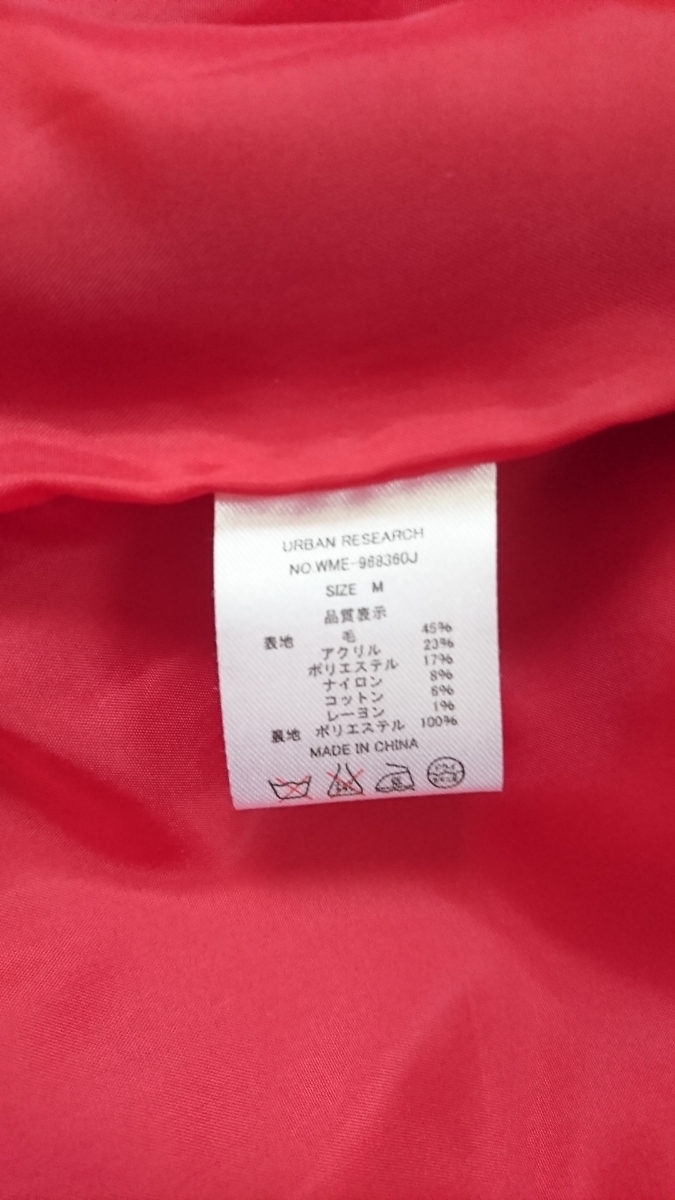 URBAN RESEARCH
NO.WME-968360J
SIZE M
品質表示
表地 毛 45%
アクリル 23%
ポリエステル 17%
ナイロン 8%
コットン 6%
レーヨン 1%
裏地 ポリエステル 100%
MADE IN CHINA